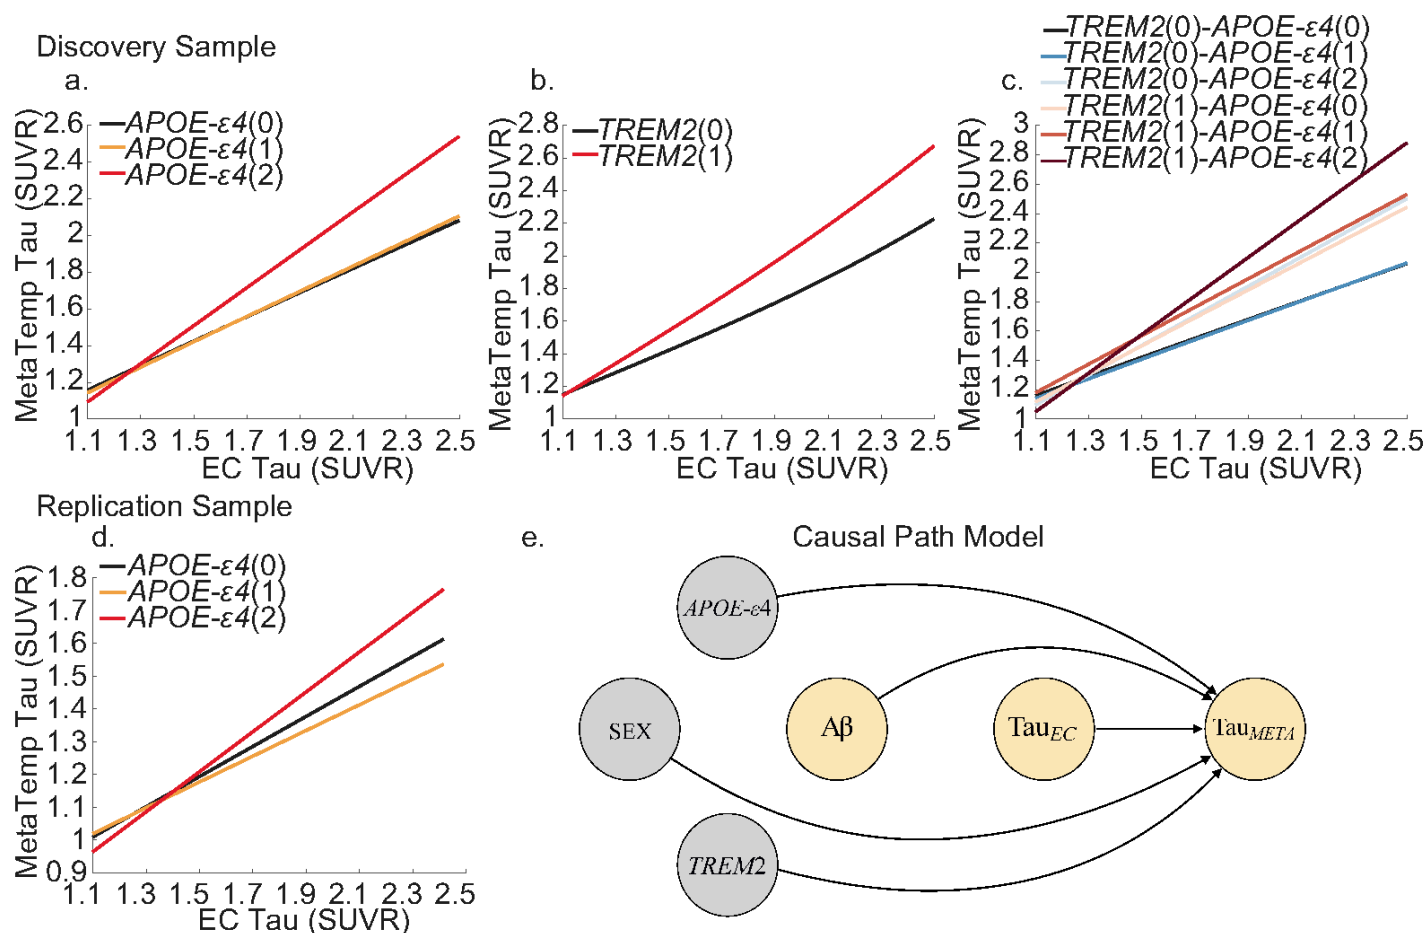 Discovery Sample
a.
APOE-ε4(0)
APOE-ε4(1)
APOE-ε4(2)
MetaTemp Tau (SUVR)
2.6
2.4
2.2
2
1.8
1.6
1.4
1.2
1
1.1 1.3 1.5 1.7 1.9 2.1 2.3 2.5
EC Tau (SUVR)
b.
TREM2(0)
TREM2(1)
MetaTemp Tau (SUVR)
2.8
2.6
2.4
2.2
2
1.8
1.6
1.4
1.2
1
1.1 1.3 1.5 1.7 1.9 2.1 2.3 2.5
EC Tau (SUVR)
c.
TREM2(0)-APOE-ε4(0)
TREM2(0)-APOE-ε4(1)
TREM2(0)-APOE-ε4(2)
TREM2(1)-APOE-ε4(0)
TREM2(1)-APOE-ε4(1)
TREM2(1)-APOE-ε4(2)
MetaTemp Tau (SUVR)
3
2.8
2.6
2.4
2.2
2
1.8
1.6
1.4
1.2
1
1.1 1.3 1.5 1.7 1.9 2.1 2.3 2.5
EC Tau (SUVR)
Replication Sample
d.
APOE-ε4(0)
APOE-ε4(1)
APOE-ε4(2)
MetaTemp Tau (SUVR)
1.8
1.7
1.6
1.5
1.4
1.3
1.2
1.1
1
0.9
1.1 1.3 1.5 1.7 1.9 2.1 2.3 2.5
EC Tau (SUVR)
e.
Causal Path Model
APOE-ε4
SEX
Aβ
TauEC
TauMETA
TREM2